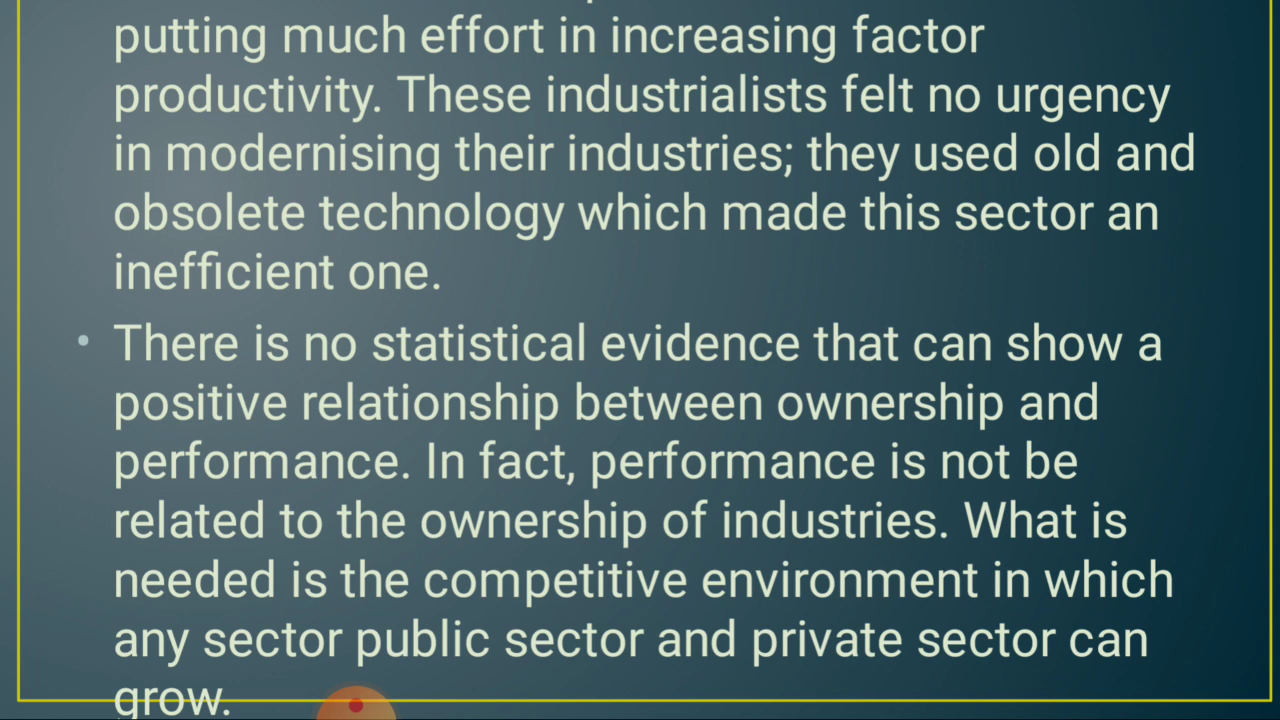 putting much effort in increasing factor
productivity. These industrialists felt no urgency
in modernising their industries; they used old and
obsolete technology which made this sector an
inefficient one.
• There is no statistical evidence that can show a
positive relationship between ownership and
performance. In fact, performance is not be
related to the ownership of industries. What is
needed is the competitive environment in which
any sector public sector and private sector can
grow.